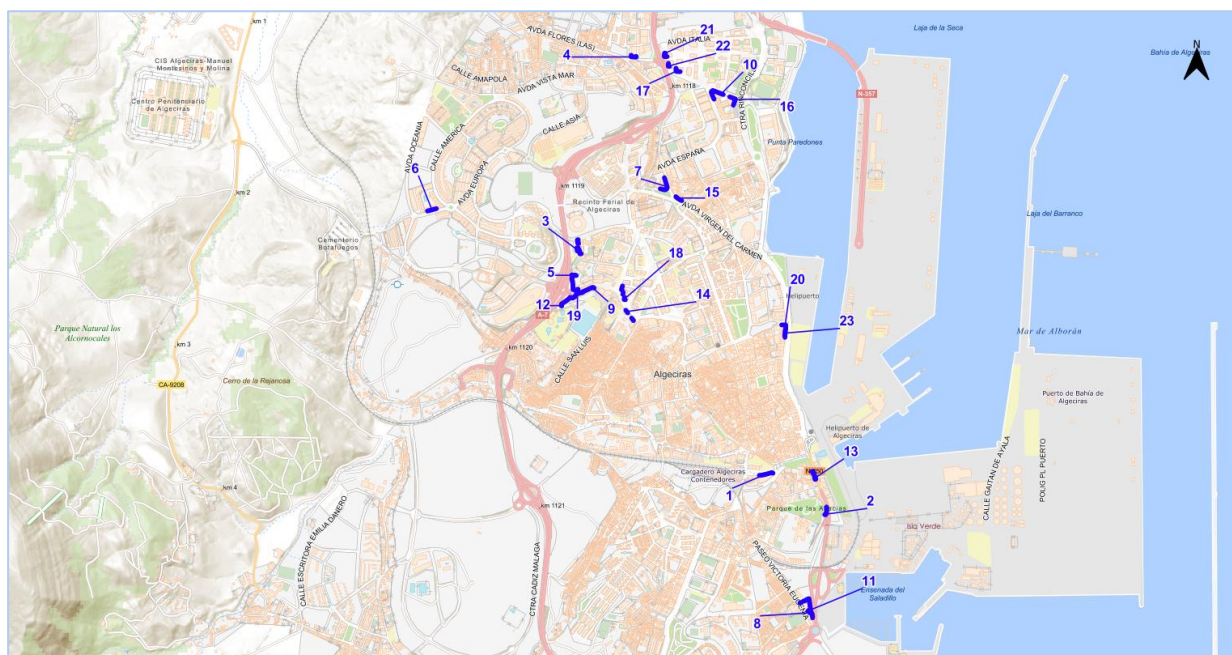 km 1
Laja de la Seca
21
AVDA FLORES (LAS)
AVDA ITALIA
N
Bahía de Algeciras
22
4
CIS Algeciras-Manuel
Montesinos y Molina
CALLE AMAPOLA
AVDA VISTA MAR
17
km 1118
10
CTRA RINCONCILLO
N-357
Centro Penitenciario
de Algeciras
16
CALLE ASIA
AVDA OCEANIA
CALLE AMERICA
Punta Paredones
AVDA ESPAÑA
6
AVDA EUROPA
7
km 1119
km 2
15
Recinto Ferial de
Algeciras
AVDA VIRGEN DEL CARMEN
Laja del Barranco
Cementerio
Botafuegos
3
18
20
5
Helipuerto
12
9
14
A-7
19
23
Parque Natural los
Alcornocales
km 3
km 1120
CALLE SAN LUIS
Mar de Alborán
Algeciras
CA-9208
Cerro de la Rejanosa
Puerto de Bahía de
Algeciras
Helipuerto de
Algeciras
13
Cargadero Algeciras
Contenedores
1
CALLE GAITAN DE AYALA
POLIG PL PUERTO
km 4
CALLE ESCRITORA EMILIA DANERO
km 1121
2
Parque de las Acacias
Isla Verde
CTRA CADIZ MALAGA
PASEO VICTORIA EUGENIA
11
Ensenada del
Saladillo
8